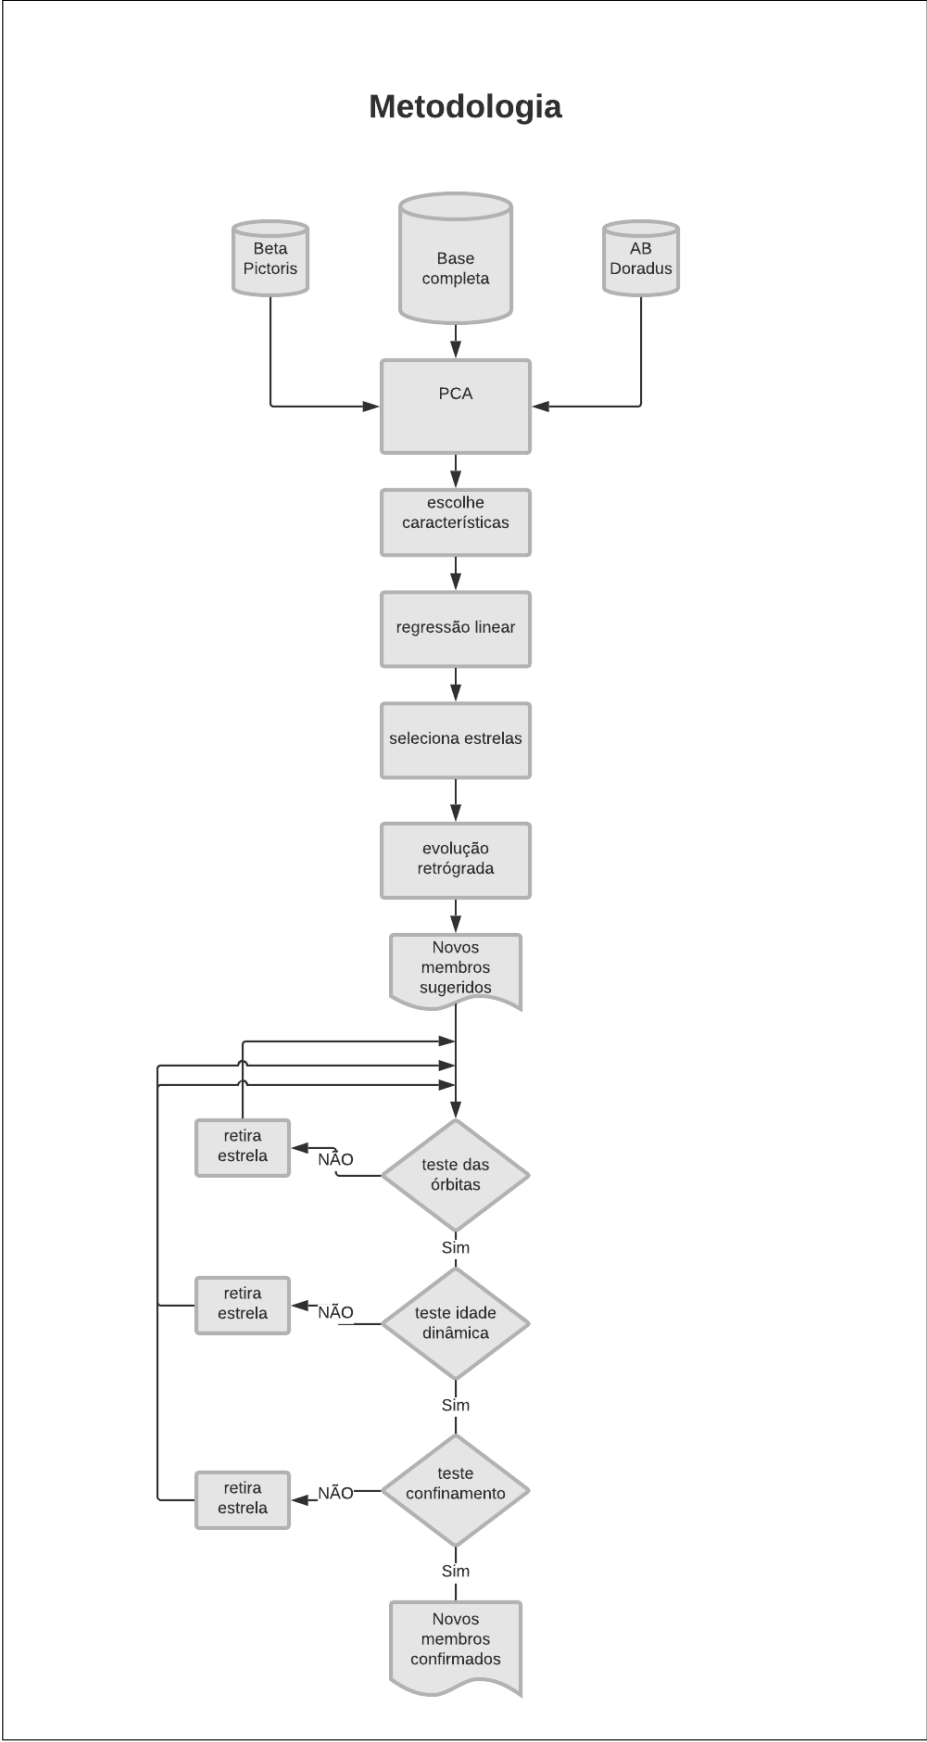 Metodologia
Beta
Pictoris
Base
completa
AB
Doradus
PCA
escolhe
características
regressão linear
seleciona estrelas
evolução
retrógrada
Novos
membros
sugeridos
retira
estrela
NÃO
teste das
órbitas
Sim
retira
estrela
NÃO
teste idade
dinâmica
Sim
retira
estrela
NÃO
teste
confinamento
Sim
Novos
membros
confirmados